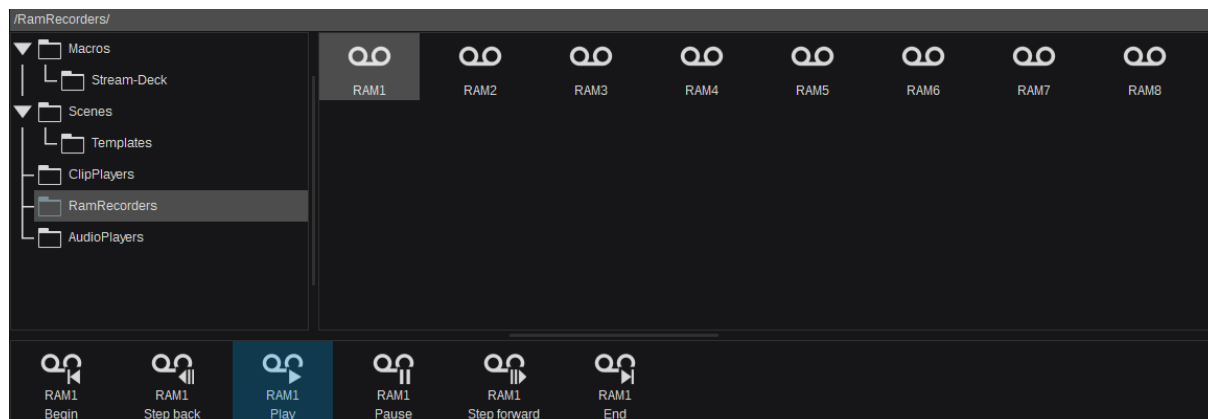 /RamRecorders/
Macros
Stream-Deck
Scenes
Templates
ClipPlayers
RamRecorders
AudioPlayers
RAM1 RAM2 RAM3 RAM4 RAM5 RAM6 RAM7 RAM8
RAM1 RAM1 RAM1 RAM1 RAM1 RAM1
Begin Step back Play Pause Step forward End